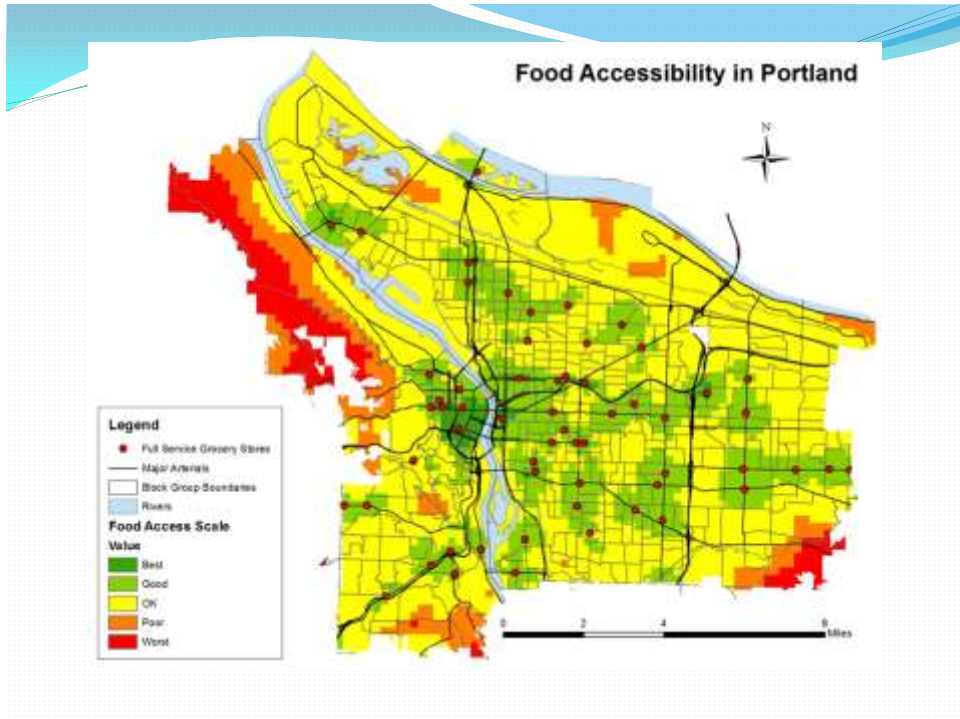 Food Accessibility in Portland
N
Legend
Full Service Grocery Stores
Major Arterials
Block Group Boundaries
Rivers
Food Access Scale
Value
Best
Good
OK
Poor
Worst
0 2 4 8
Miles